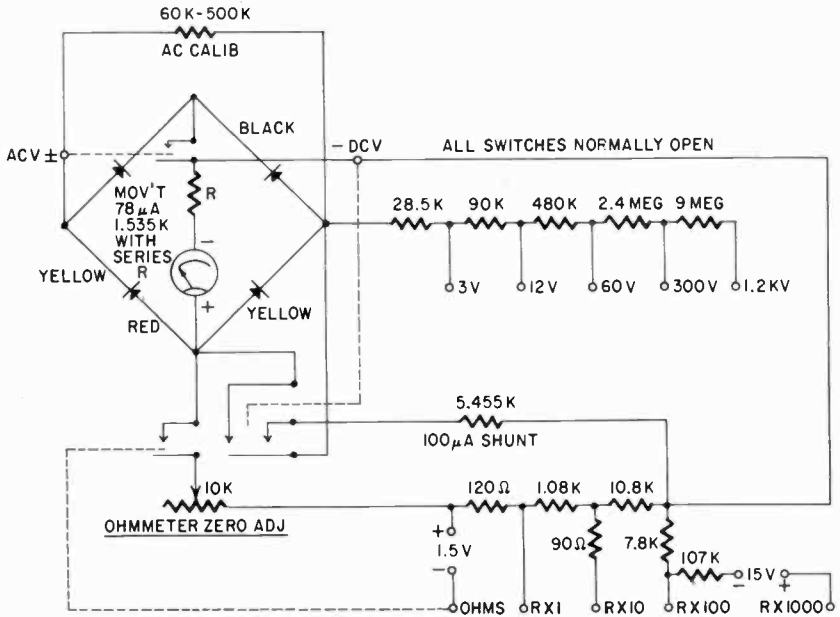 60K-500K
AC CALIB
BLACK
ACV ±
- DCV
ALL SWITCHES NORMALLY OPEN
MOV'T
78µA
1.535K
WITH
SERIES
R
R
-
+
28.5K
90K
480K
2.4 MEG
9 MEG
YELLOW
RED
YELLOW
3V
12V
60V
300V
1.2KV
5.455K
100µA SHUNT
10K
OHMMETER ZERO ADJ
120Ω
1.08K
10.8K
+
1.5V
-
90Ω
7.8K
107K
15V
-
+
OHMS
RX1
RX10
RX100
RX1000